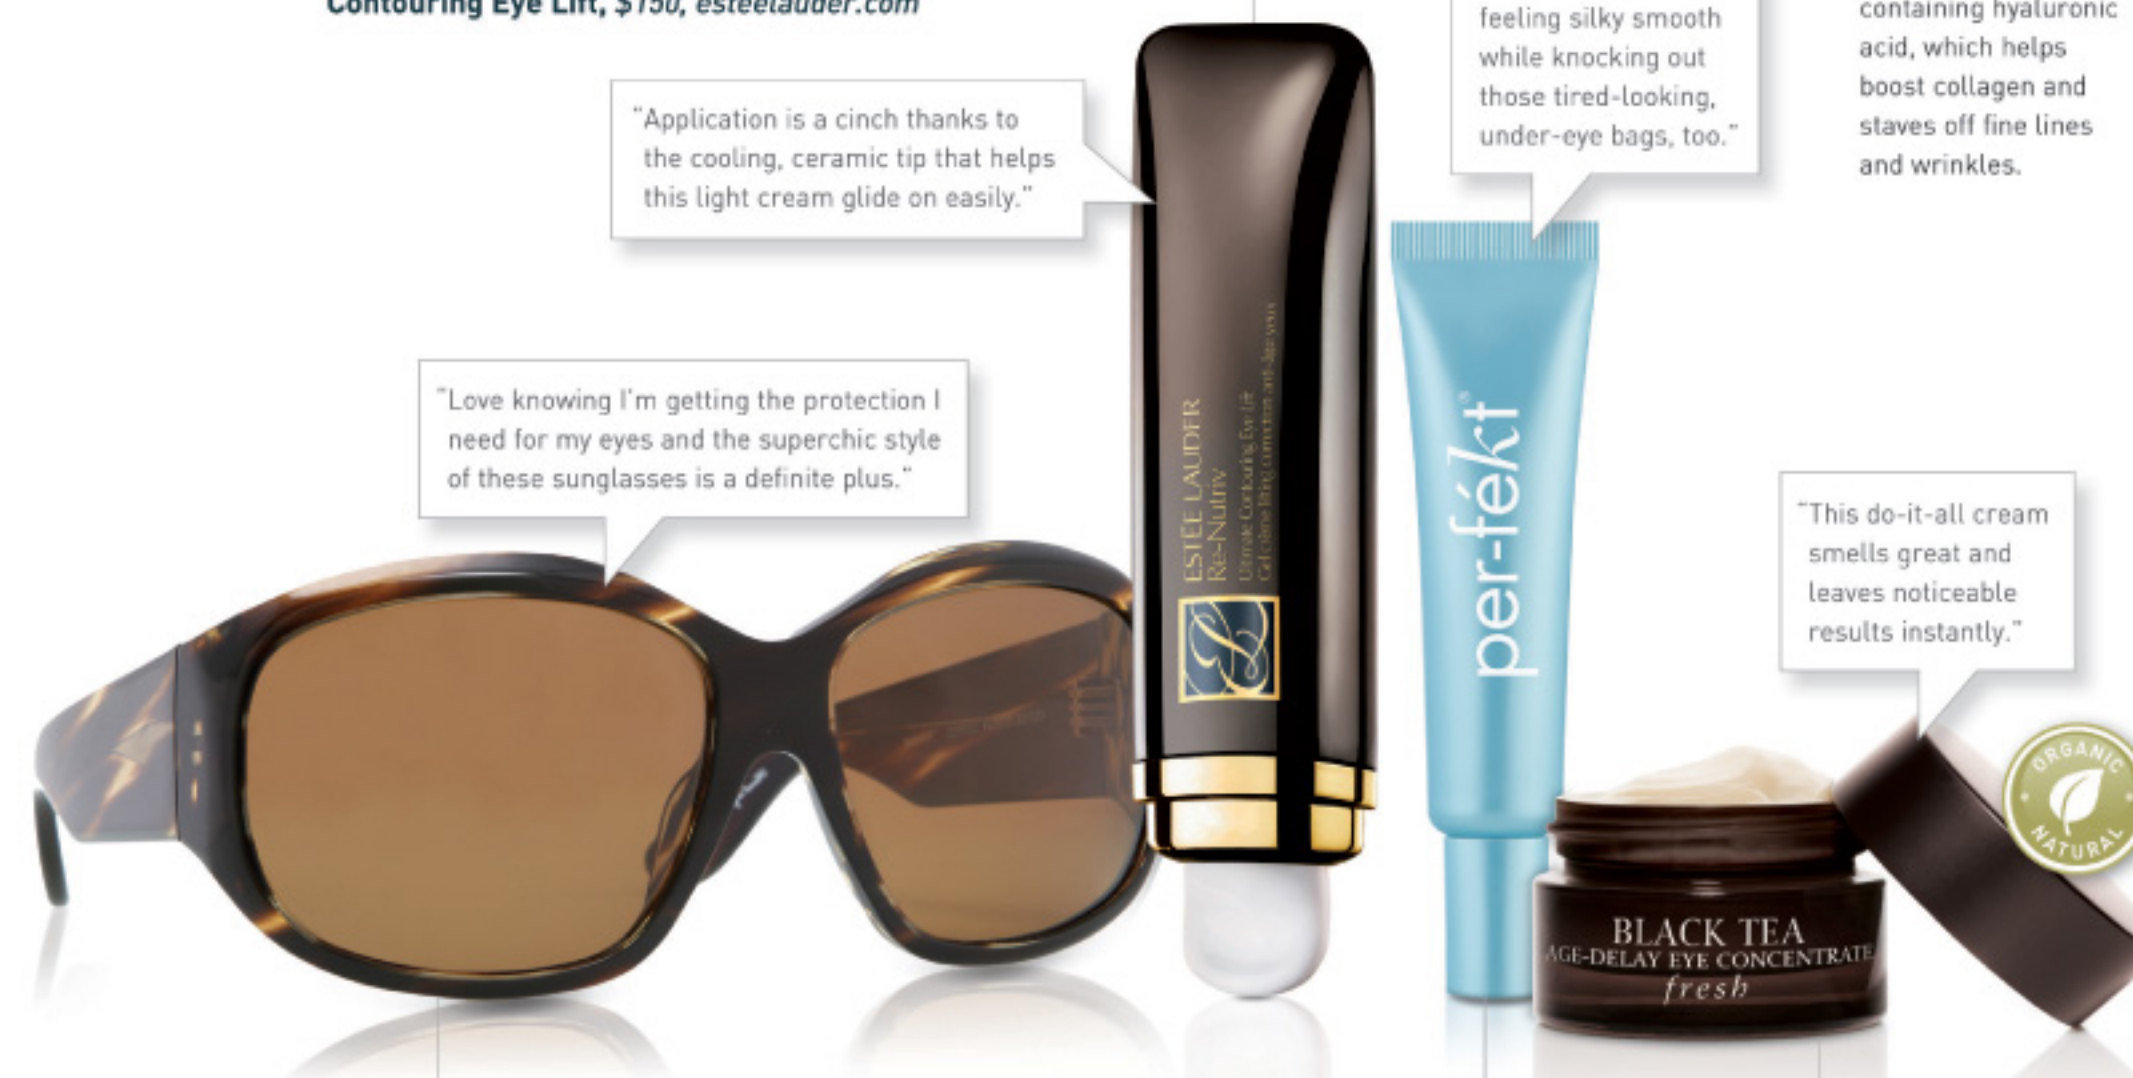 Contouring Eye Lift, $150, esteelauder.com
"Application is a cinch thanks to
the cooling, ceramic tip that helps
this light cream glide on easily."
feeling silky smooth
while knocking out
those tired-looking,
under-eye bags, too."
containing hyaluronic
acid, which helps
boost collagen and
staves off fine lines
and wrinkles.
"Love knowing I'm getting the protection I
need for my eyes and the superchic style
of these sunglasses is a definite plus."
ESTĒE LAUDER
Re-Nutriv
Ultimate Contouring Eye Lift
per-fékt®
"This do-it-all cream
smells great and
leaves noticeable
results instantly."
ORGANIC
NATURAL
BLACK TEA
AGE-DELAY EYE CONCENTRATE
fresh